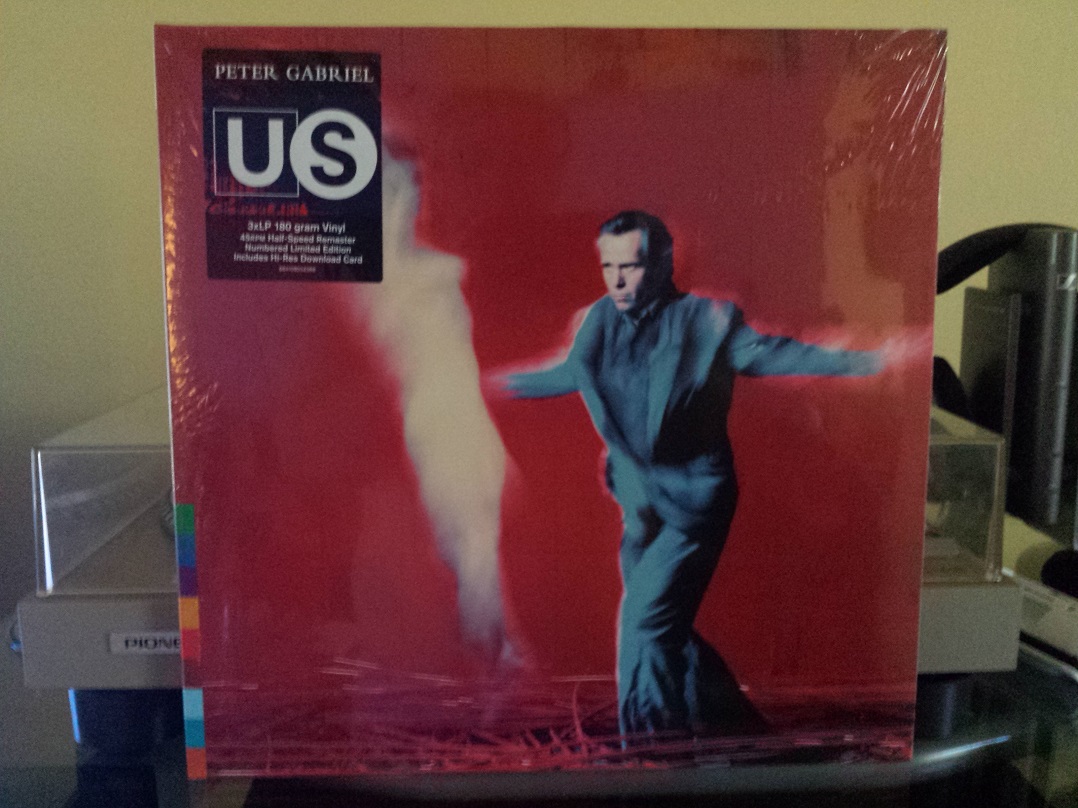 PETER GABRIEL
US
3xLP 180 gram Vinyl
45RPM Half-Speed Remaster
Numbered Limited Edition
Includes Hi-Res Download Card
PIONE